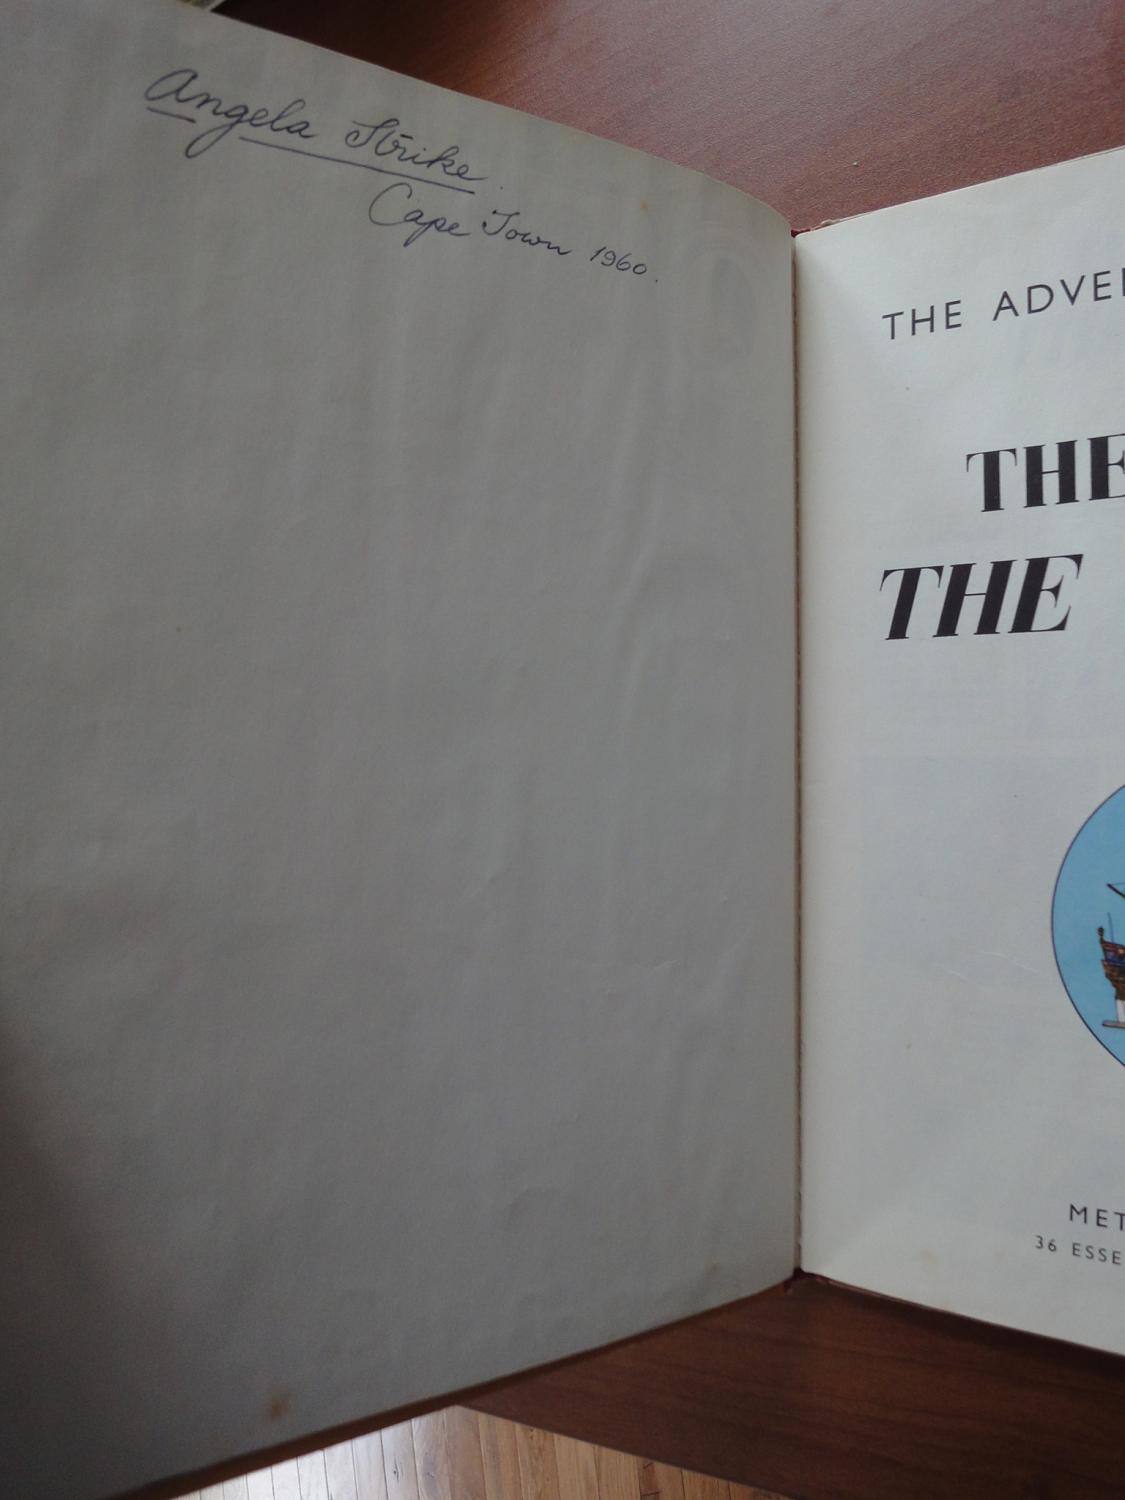 Angela Strike.
Cape Town 1960.
THE ADVE
THE
THE
MET
36 ESSE